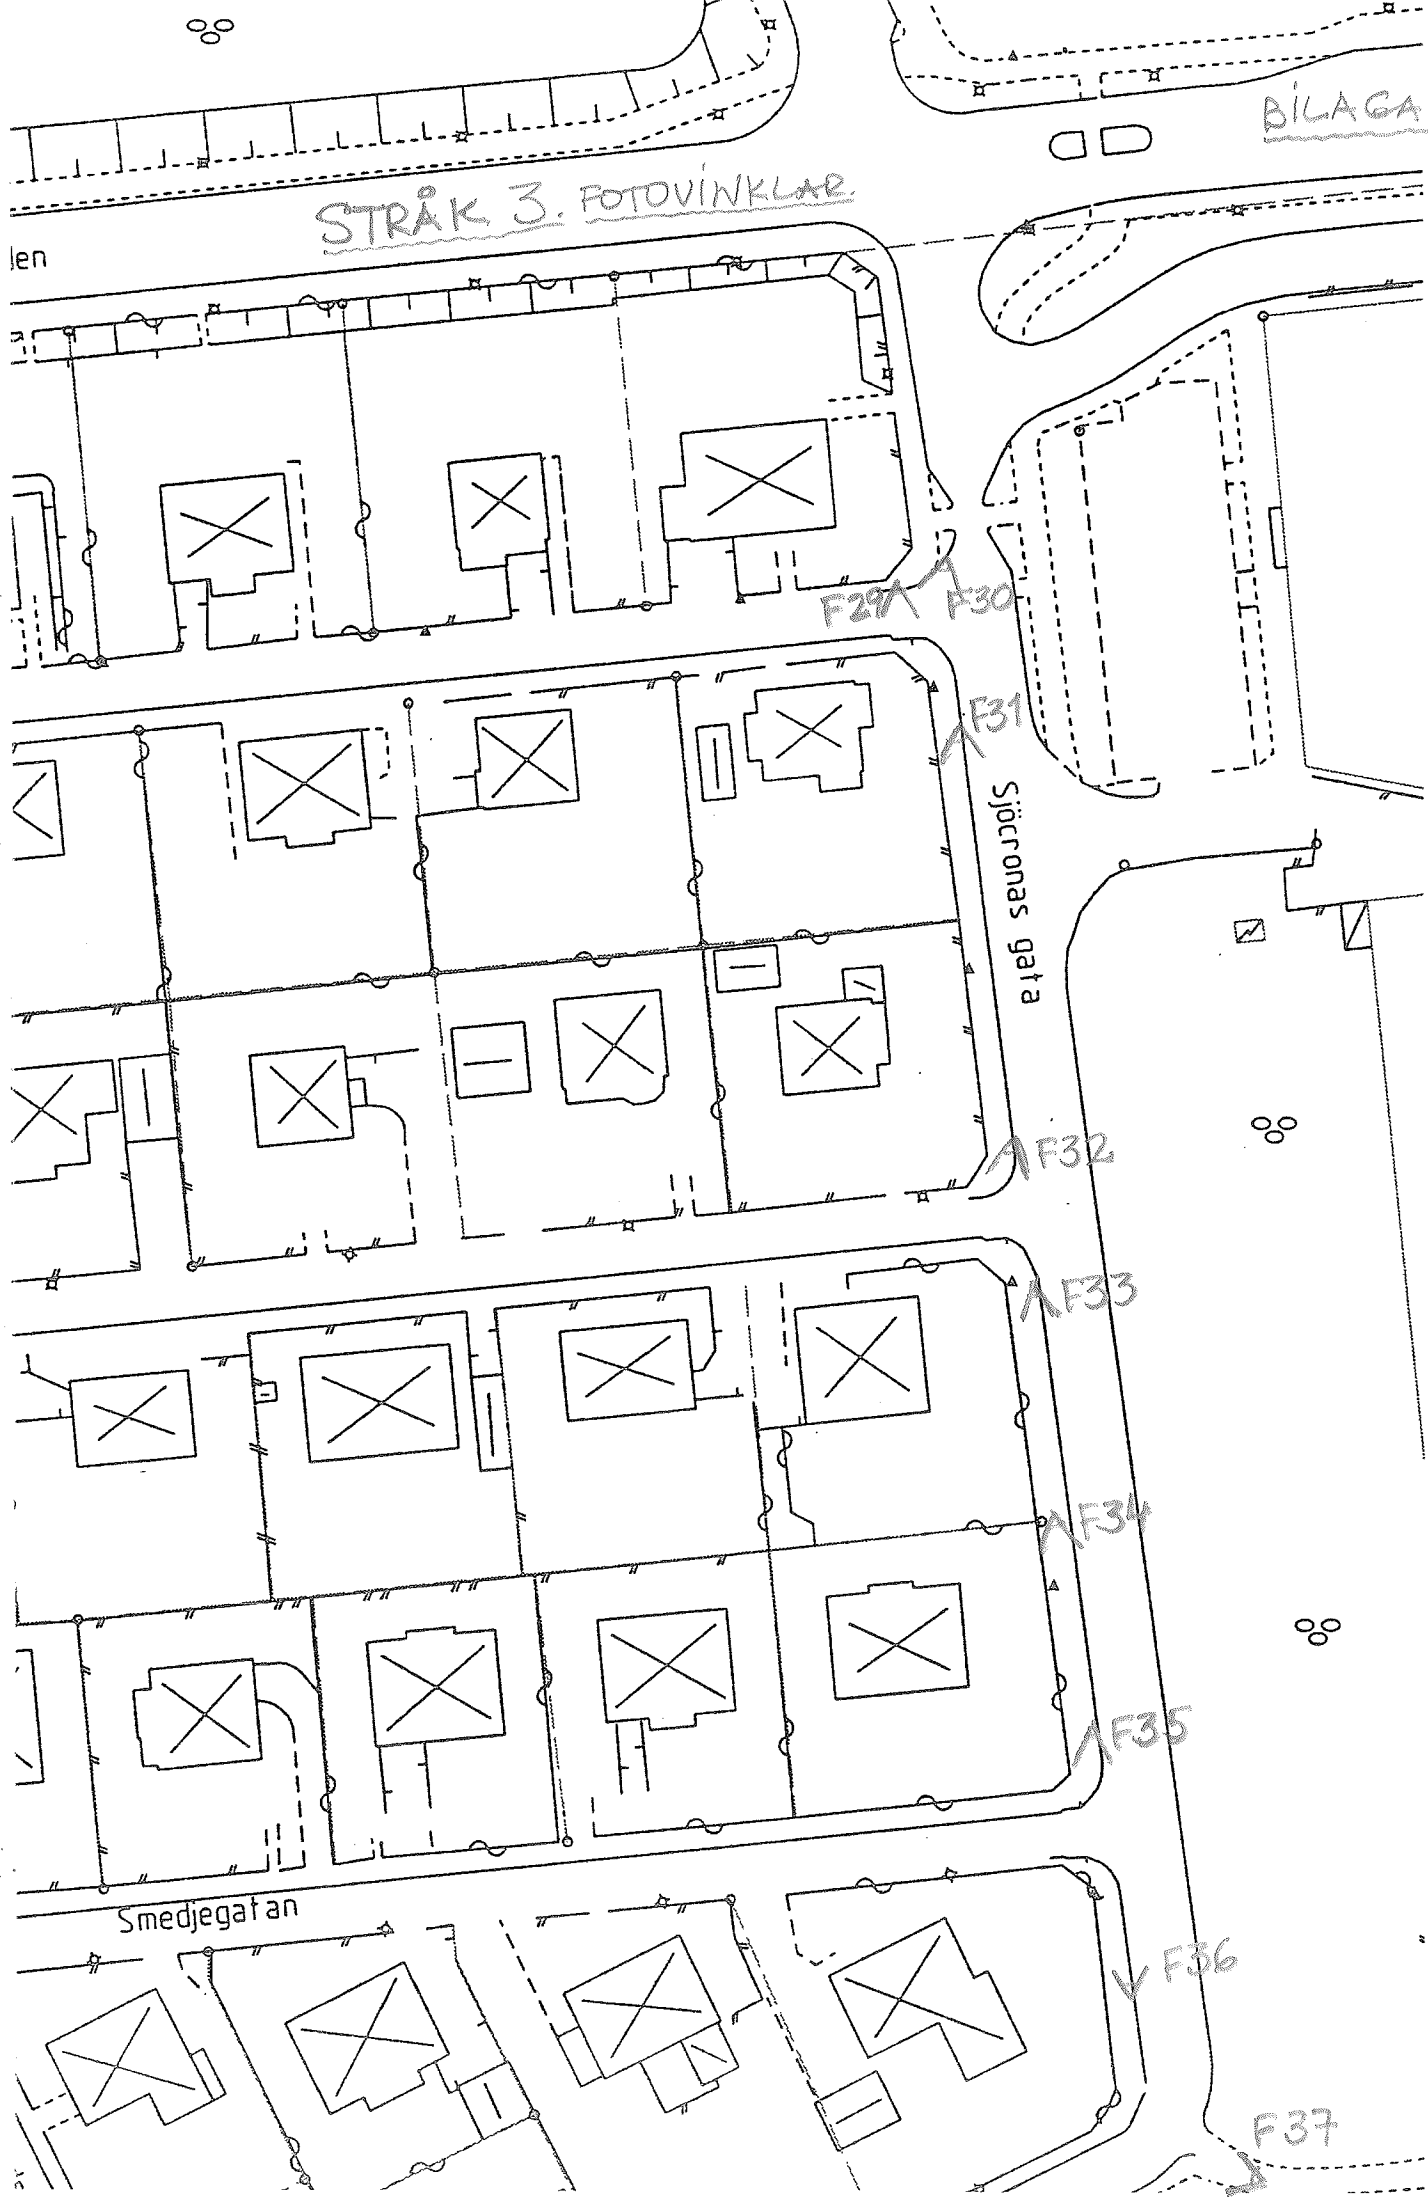 BILAGA
STRÅK 3. FOTOVINKLAR.
len
F29 F30
F31
Sjöcronas gata
F32
F33
F34
F35
Smedjegatan
F36
F37